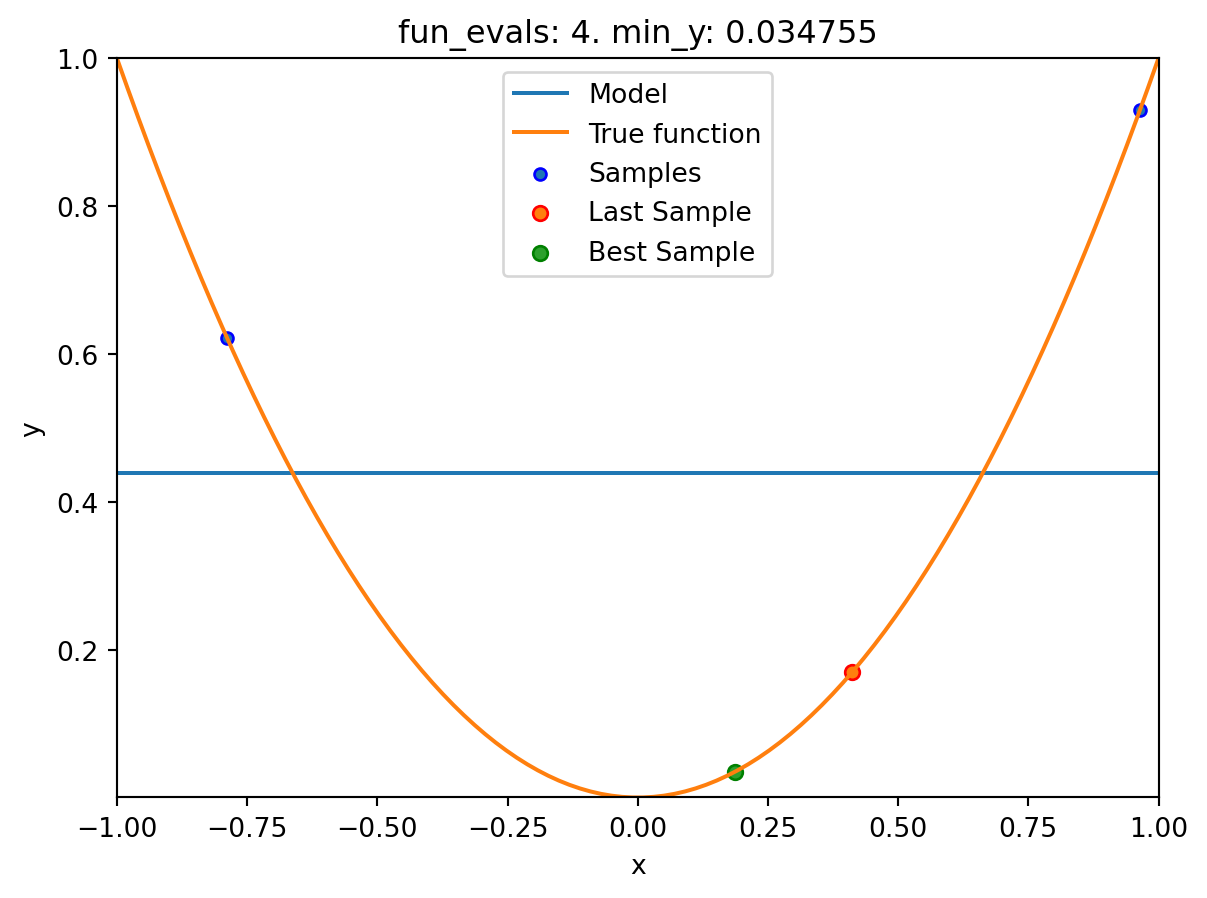 fun_evals: 4. min_y: 0.034755
1.0
0.8
0.6
0.4
0.2
y
Model
True function
Samples
Last Sample
Best Sample
−1.00 −0.75 −0.50 −0.25 0.00 0.25 0.50 0.75 1.00
x